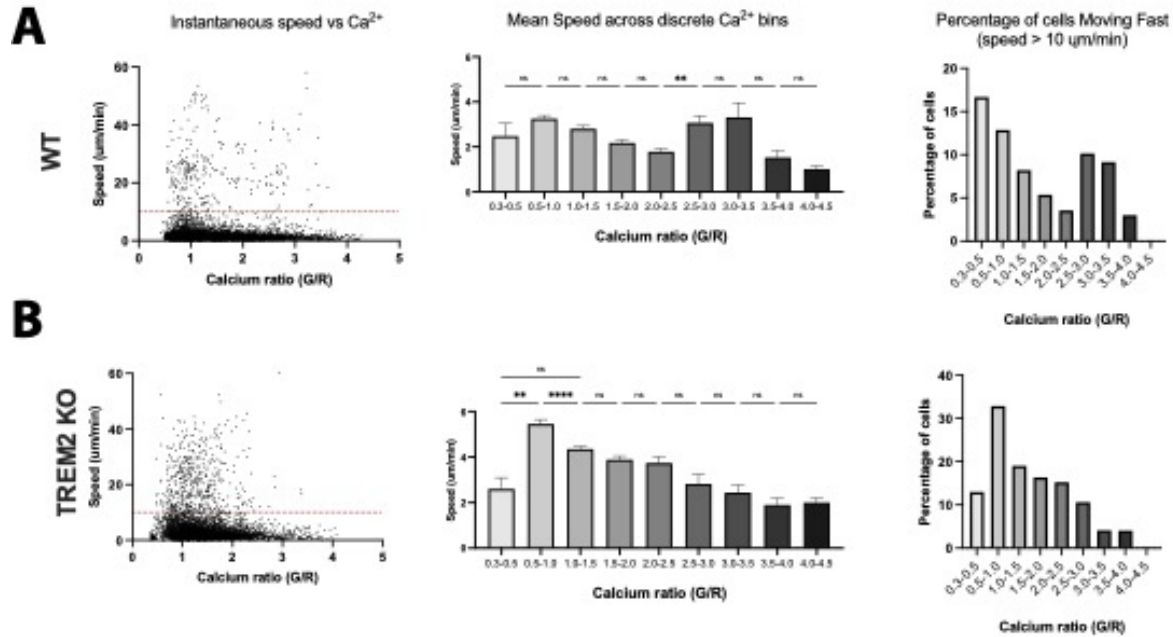 A
Instantaneous speed vs Ca2+
Mean Speed across discrete Ca2+ bins
Percentage of cells Moving Fast
(speed > 10 ųm/min)
WT
Speed (um/min)
60
40
20
0
0 1 2 3 4 5
Calcium ratio (G/R)
Speed (um/min)
6
4
2
0
ns ns ns ns ** ns ns ns
0.3-0.5 0.5-1.0 1.0-1.5 1.5-2.0 2.0-2.5 2.5-3.0 3.0-3.5 3.5-4.0 4.0-4.5
Calcium ratio (G/R)
Percentage of cells
20
15
10
5
0
0.3-0.5 0.5-1.0 1.0-1.5 1.5-2.0 2.0-2.5 2.5-3.0 3.0-3.5 3.5-4.0 4.0-4.5
Calcium ratio (G/R)
B
TREM2 KO
Speed (um/min)
60
40
20
0
0 1 2 3 4 5
Calcium ratio (G/R)
Speed (um/min)
6
4
2
0
ns
** **** ns ns ns ns ns ns
0.3-0.5 0.5-1.0 1.0-1.5 1.5-2.0 2.0-2.5 2.5-3.0 3.0-3.5 3.5-4.0 4.0-4.5
Calcium ratio (G/R)
Percentage of cells
40
30
20
10
0
0.3-0.5 0.5-1.0 1.0-1.5 1.5-2.0 2.0-2.5 2.5-3.0 3.0-3.5 3.5-4.0 4.0-4.5
Calcium ratio (G/R)